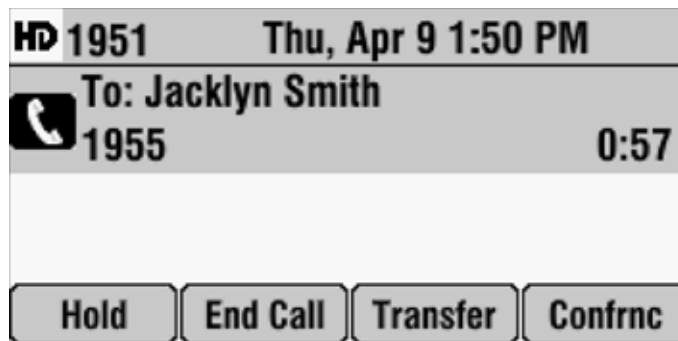 HD 1951 Thu, Apr 9 1:50 PM
To: Jacklyn Smith
1955 0:57
Hold End Call Transfer Confrnc